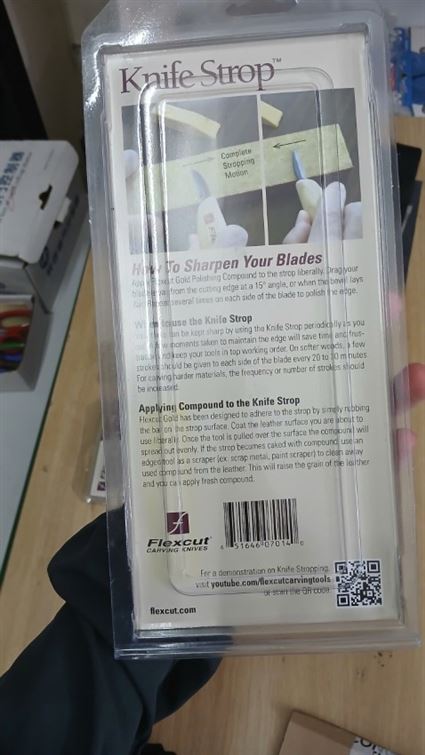 Knife Strop™
Complete
Stropping
Motion
How To Sharpen Your Blades
Apply Flexcut Gold Polishing Compound to the strop liberally. Drag your
blade away from the cutting edge at a 15° angle, or when the bevel lays
flat. Repeat several times on each side of the blade to polish the edge.
When to use the Knife Strop
can be kept sharp by using the Knife Strop periodically as you
few moments taken to maintain the edge will save time and frus-
and keep your tools in top working order. On softer woods, a few
strokes should be given to each side of the blade every 20 to 30 minutes
For carving harder materials, the frequency or number of strokes should
be increased.
Applying Compound to the Knife Strop
Flexcut Gold has been designed to adhere to the strop by simply rubbing
the bar on the strop surface. Coat the leather surface you are about to
use liberally. Once the tool is pulled over the surface the compound will
spread out evenly. If the strop becomes caked with compound, use an
edged tool as a scraper (ex: scrap metal, paint scraper) to clean away
used compound from the leather. This will raise the grain of the leather
and you can apply fresh compound.
Flexcut
CARVING KNIVES
6 51646 07014 0
For a demonstration on Knife Stropping,
visit youtube.com/flexcutcarvingtools
or scan the QR code.
flexcut.com